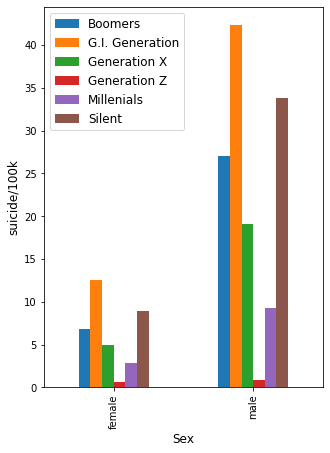 Boomers
G.I. Generation
Generation X
Generation Z
Millenials
Silent
suicide/100k
40
35
30
25
20
15
10
5
0
female
male
Sex